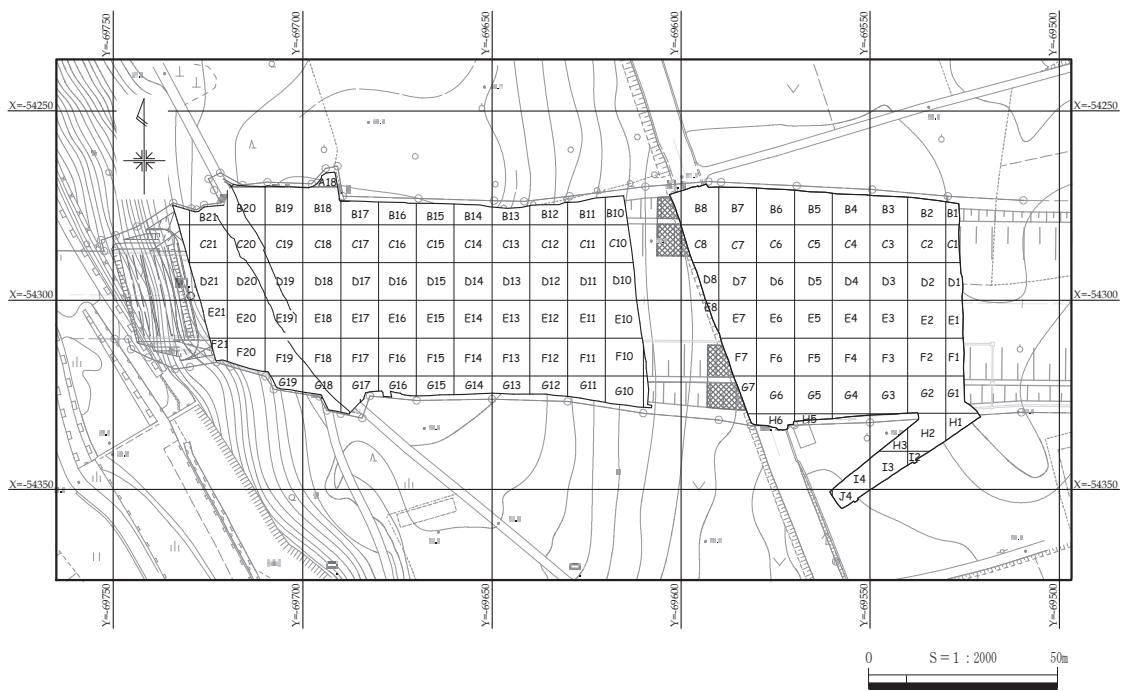 Y=-69750 Y=-69700 Y=-69650 Y=-69600 Y=-69550 Y=-69500
X=-54250 X=-54250
A18
B21 B20 B19 B18 B17 B16 B15 B14 B13 B12 B11 B10 B8 B7 B6 B5 B4 B3 B2 B1
C21 C20 C19 C18 C17 C16 C15 C14 C13 C12 C11 C10 C8 C7 C6 C5 C4 C3 C2 C1
D21 D20 D19 D18 D17 D16 D15 D14 D13 D12 D11 D10 D8 D7 D6 D5 D4 D3 D2 D1
X=-54300 X=-54300
E21 E20 E19 E18 E17 E16 E15 E14 E13 E12 E11 E10 E8 E7 E6 E5 E4 E3 E2 E1
F21 F20 F19 F18 F17 F16 F15 F14 F13 F12 F11 F10 F7 F6 F5 F4 F3 F2 F1
G19 G18 G17 G16 G15 G14 G13 G12 G11 G10 G7 G6 G5 G4 G3 G2 G1
H6 H5 H3 H2 H1
I4 I3 I2
J4
X=-54350 X=-54350
Y=-69750 Y=-69700 Y=-69650 Y=-69600 Y=-69550 Y=-69500
0 S=1:2000 50m